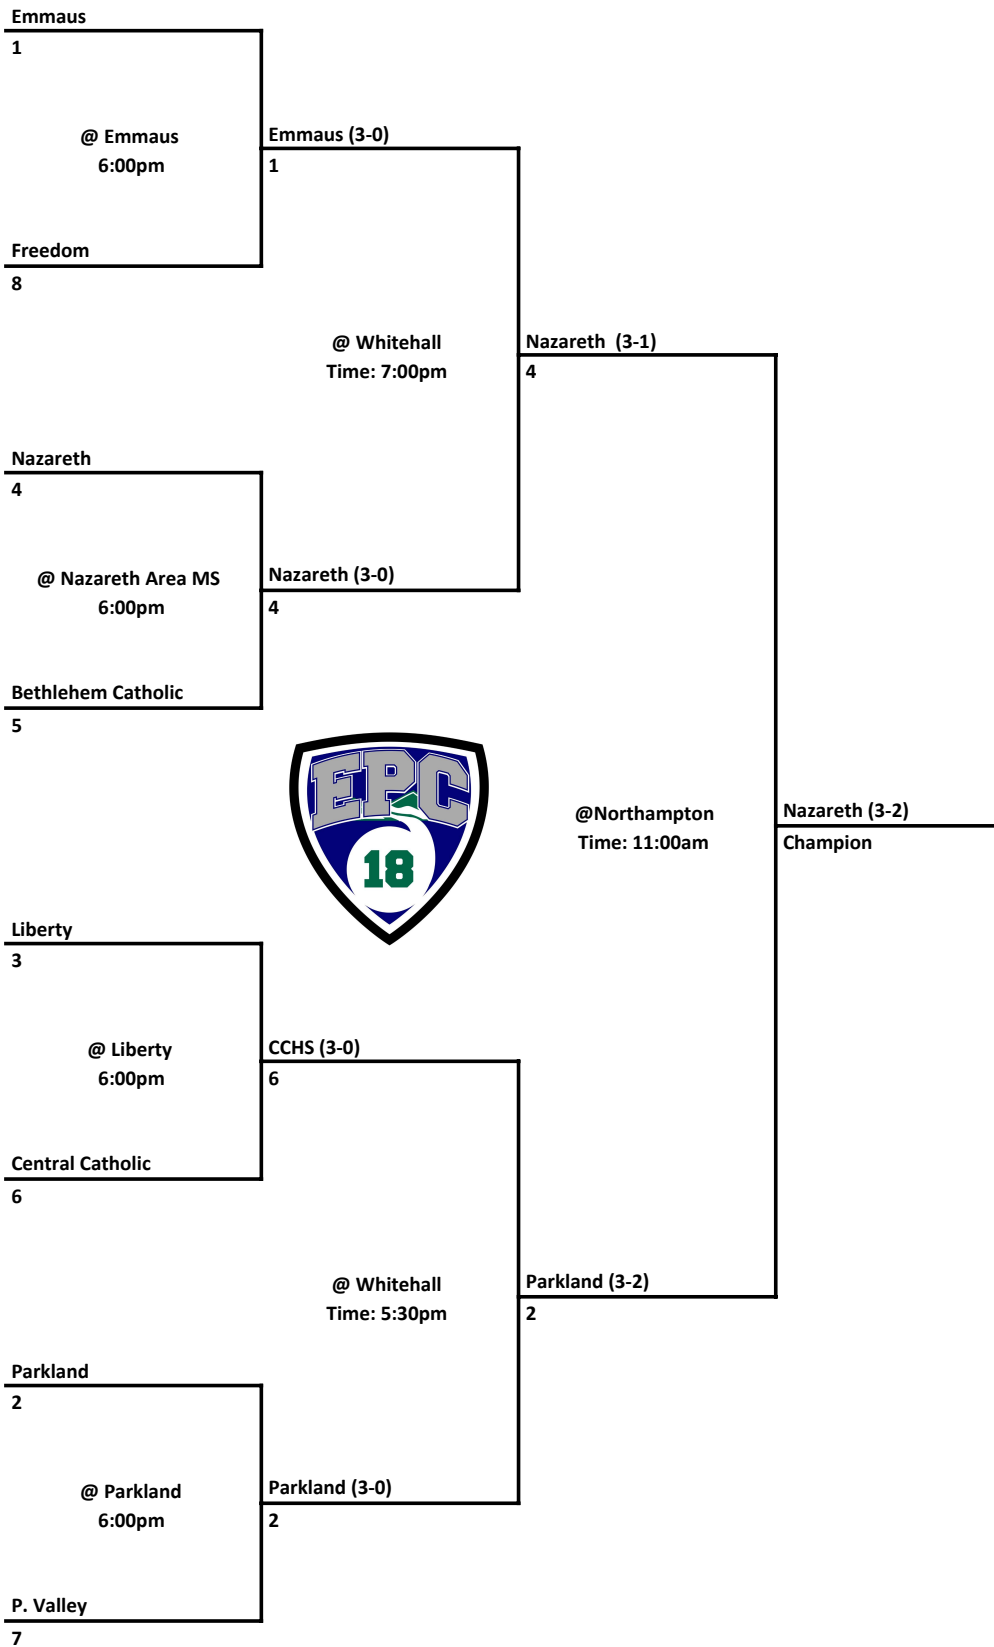 Emmaus
1
@ Emmaus
6:00pm
Emmaus (3-0)
1
Freedom
8
@ Whitehall
Time: 7:00pm
Nazareth  (3-1)
4
Nazareth
4
@ Nazareth Area MS
6:00pm
Nazareth (3-0)
4
Bethlehem Catholic
5
EPC
18
@Northampton
Time: 11:00am
Nazareth (3-2)
Champion
Liberty
3
@ Liberty
6:00pm
CCHS (3-0)
6
Central Catholic
6
@ Whitehall
Time: 5:30pm
Parkland (3-2)
2
Parkland
2
@ Parkland
6:00pm
Parkland (3-0)
2
P. Valley
7